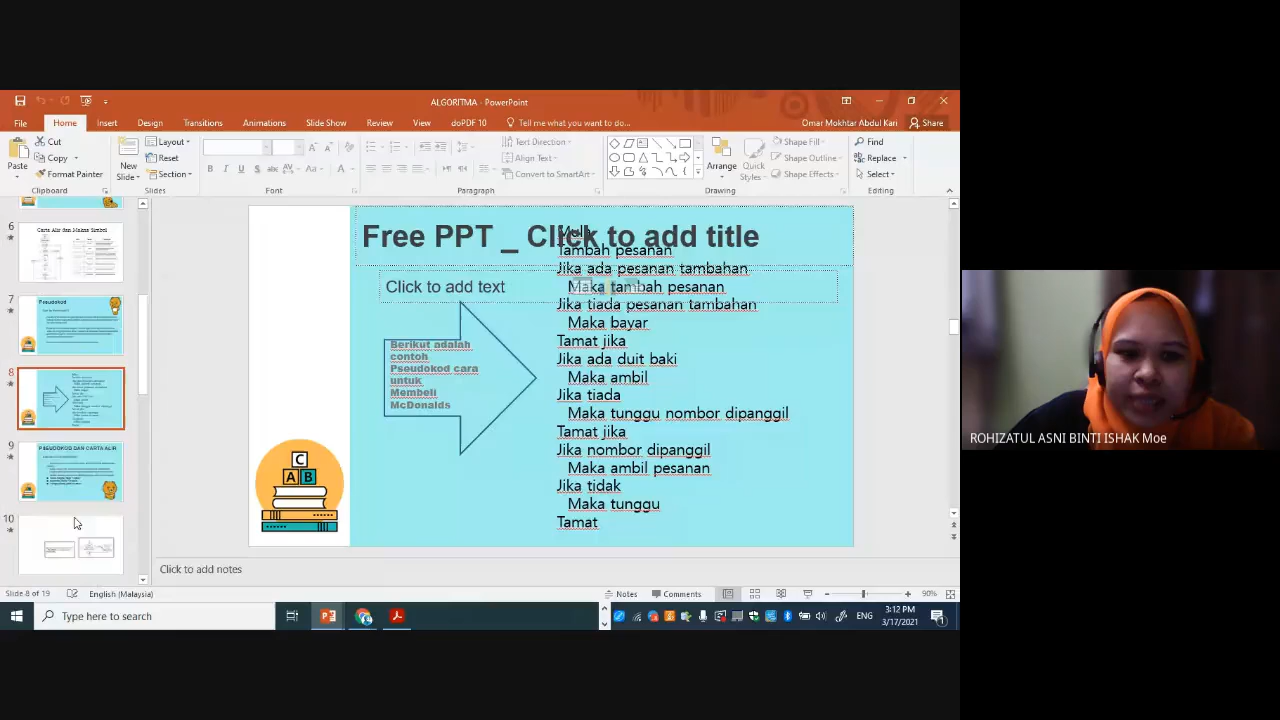 ALGORITMA - PowerPoint
File
Home
Insert
Design
Transitions
Animations
Slide Show
Review
View
doPDF 10
Tell me what you want to do...
Omar Mokhtar Abdul Kari
Share
Paste
Cut
Copy
Format Painter
Clipboard
New
Slide
Layout
Reset
Section
Slides
Font
Paragraph
Text Direction
Align Text
Convert to SmartArt
Arrange
Quick
Styles
Shape Fill
Shape Outline
Shape Effects
Drawing
Find
Replace
Select
Editing
6
Carta Alir dan Makna Simbol
7
Pseudokod
8
9
PSEUDOKOD DAN CARTA ALIR
10
Free PPT _ Click to add title
Click to add text
Berikut adalah
contoh
Pseudokod cara
untuk
Membeli
McDonalds
Mula
Tambah pesanan
Jika ada pesanan tambahan
Maka tambah pesanan
Jika tiada pesanan tambahan
Maka bayar
Tamat jika
Jika ada duit baki
Maka ambil
Jika tiada
Maka tunggu nombor dipanggil
Tamat jika
Jika nombor dipanggil
Maka ambil pesanan
Jika tidak
Maka tunggu
Tamat
C
A B
ROHIZATUL ASNI BINTI ISHAK Moe
Click to add notes
Slide 8 of 19
English (Malaysia)
Notes
Comments
90%
Type here to search
ENG
3:12 PM
3/17/2021